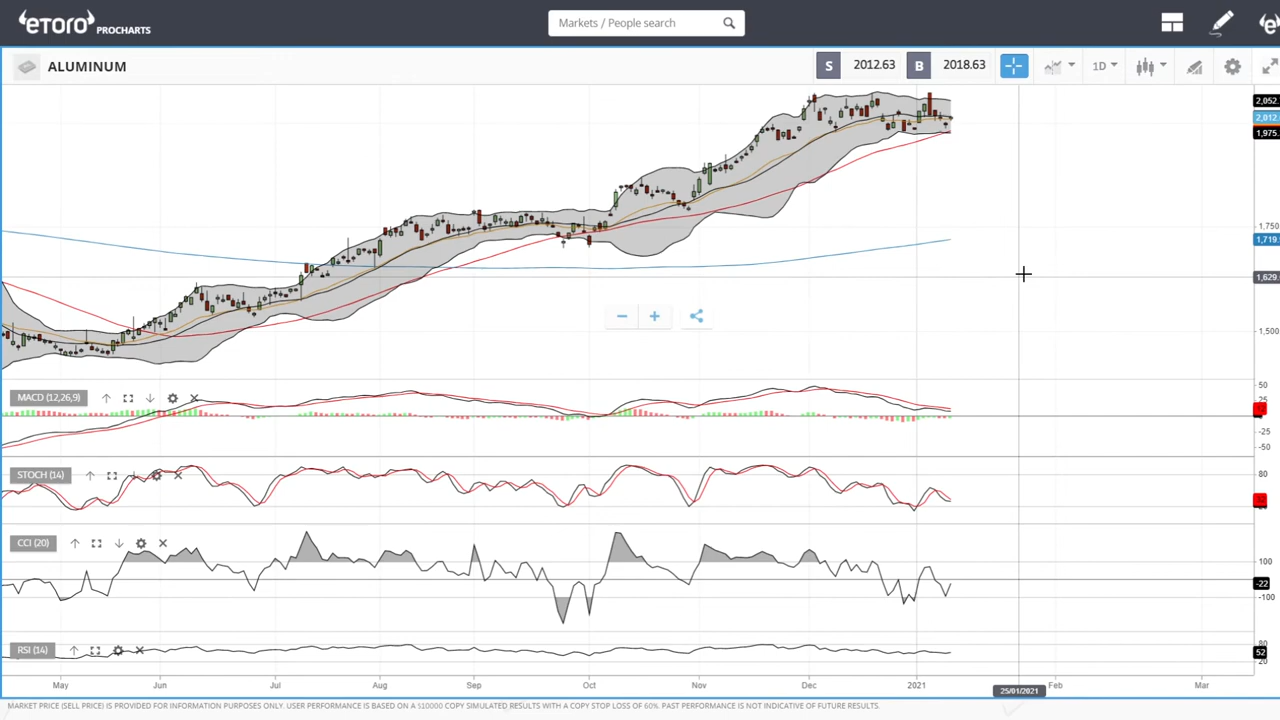 eTORO PROCHARTS
Markets / People search
ALUMINUM
S 2012.63 B 2018.63
1D
2,052.
2,012.
1,975.
1,750
1,719.
1,629.
1,500
MACD (12,26,9)
50
25
-25
-50
STOCH (14)
80
CCI (20)
100
-22
-100
RSI (14)
80
52
20
May Jun Jul Aug Sep Oct Nov Dec 2021 25/01/2021 Feb Mar
MARKET PRICE (SELL PRICE) IS PROVIDED FOR INFORMATION PURPOSES ONLY. USER PERFORMANCE IS BASED ON A $10000 COPY SIMULATED RESULTS WITH A COPY STOP LOSS OF 60%. PAST PERFORMANCE IS NOT INDICATIVE OF FUTURE RESULTS.